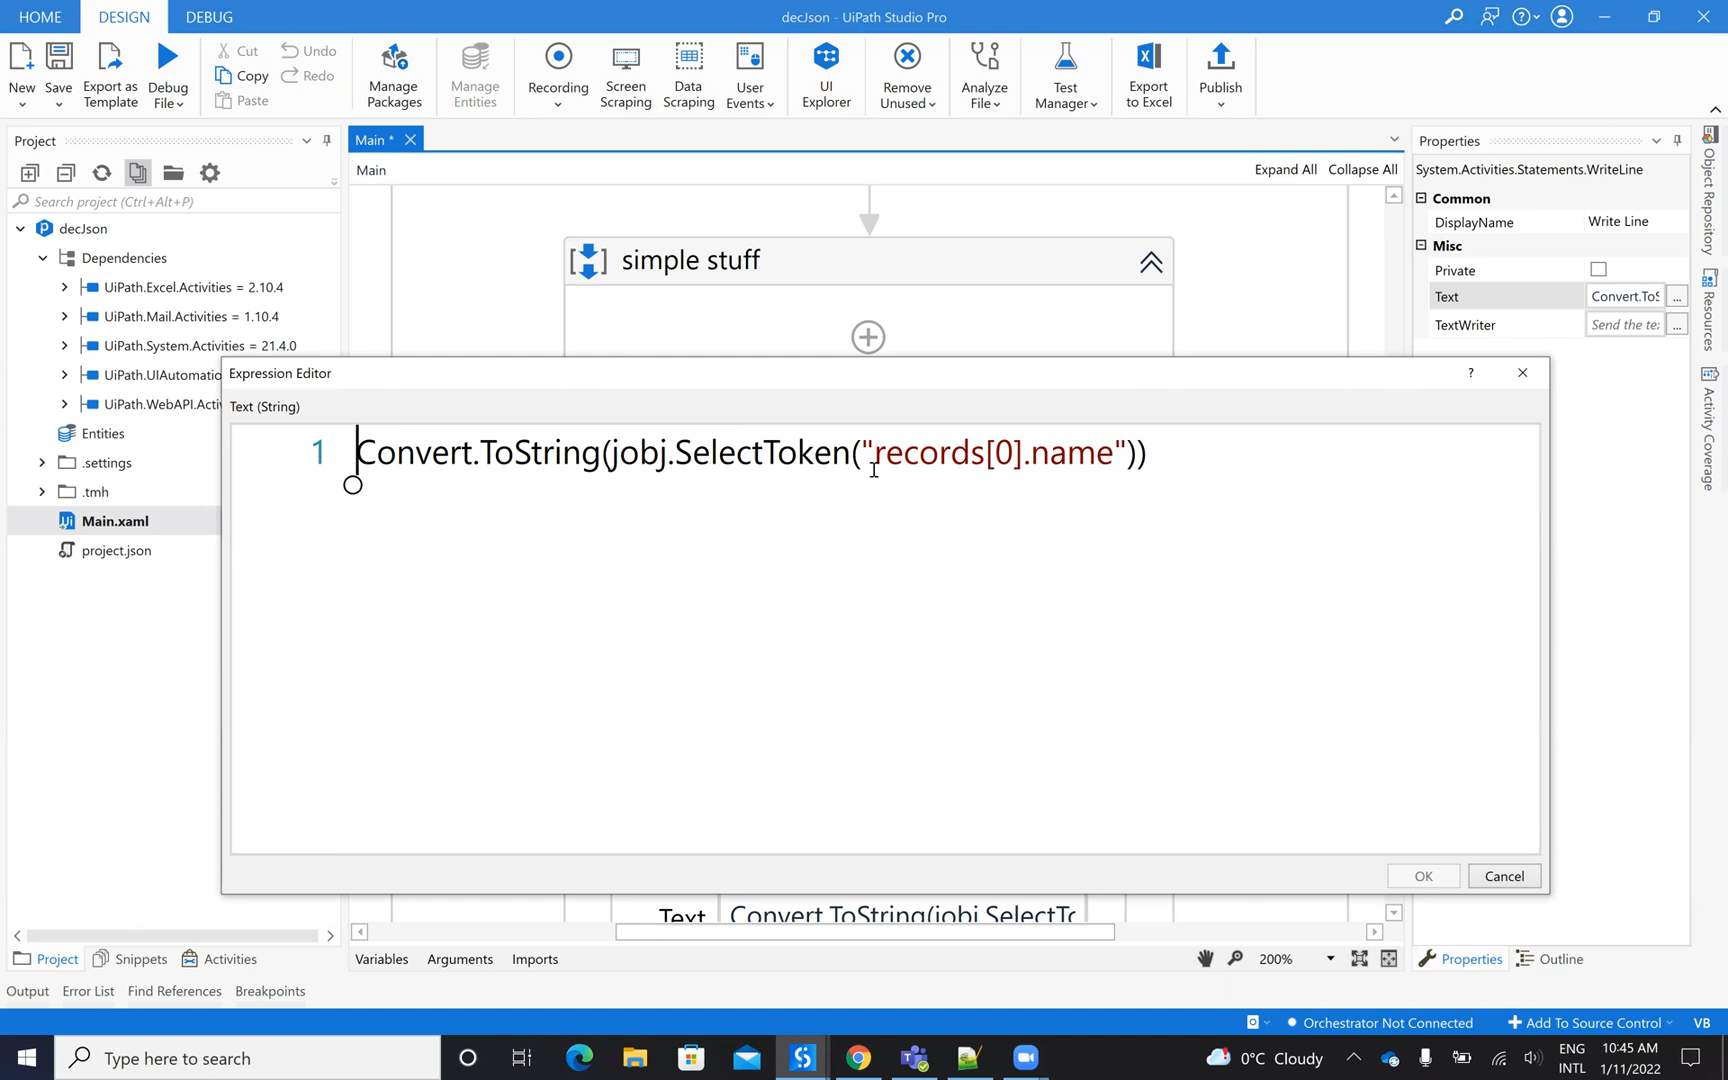 HOME DESIGN DEBUG
decJson - UiPath Studio Pro
New
Save
Export as Template
Debug File
Cut
Copy
Paste
Undo
Redo
Manage Packages
Manage Entities
Recording
Screen Scraping
Data Scraping
User Events
UI Explorer
Remove Unused
Analyze File
Test Manager
Export to Excel
Publish
Project
Search project (Ctrl+Alt+P)
decJson
Dependencies
UiPath.Excel.Activities = 2.10.4
UiPath.Mail.Activities = 1.10.4
UiPath.System.Activities = 21.4.0
UiPath.UIAutomatio
UiPath.WebAPI.Activ
Entities
.settings
.tmh
Main.xaml
project.json
Main *
Main
Expand All Collapse All
simple stuff
Expression Editor
Text (String)
1 Convert.ToString(jobj.SelectToken("records[0].name"))
OK Cancel
Text Convert.ToString(jobj.SelectTo
Properties
System.Activities.Statements.WriteLine
Common
DisplayName Write Line
Misc
Private
Text Convert.ToS ...
TextWriter Send the te: ...
Object Repository
Resources
Activity Coverage
Project Snippets Activities
Variables Arguments Imports
200%
Properties Outline
Output Error List Find References Breakpoints
Orchestrator Not Connected
Add To Source Control
VB
Type here to search
0°C Cloudy
ENG
INTL
10:45 AM
1/11/2022